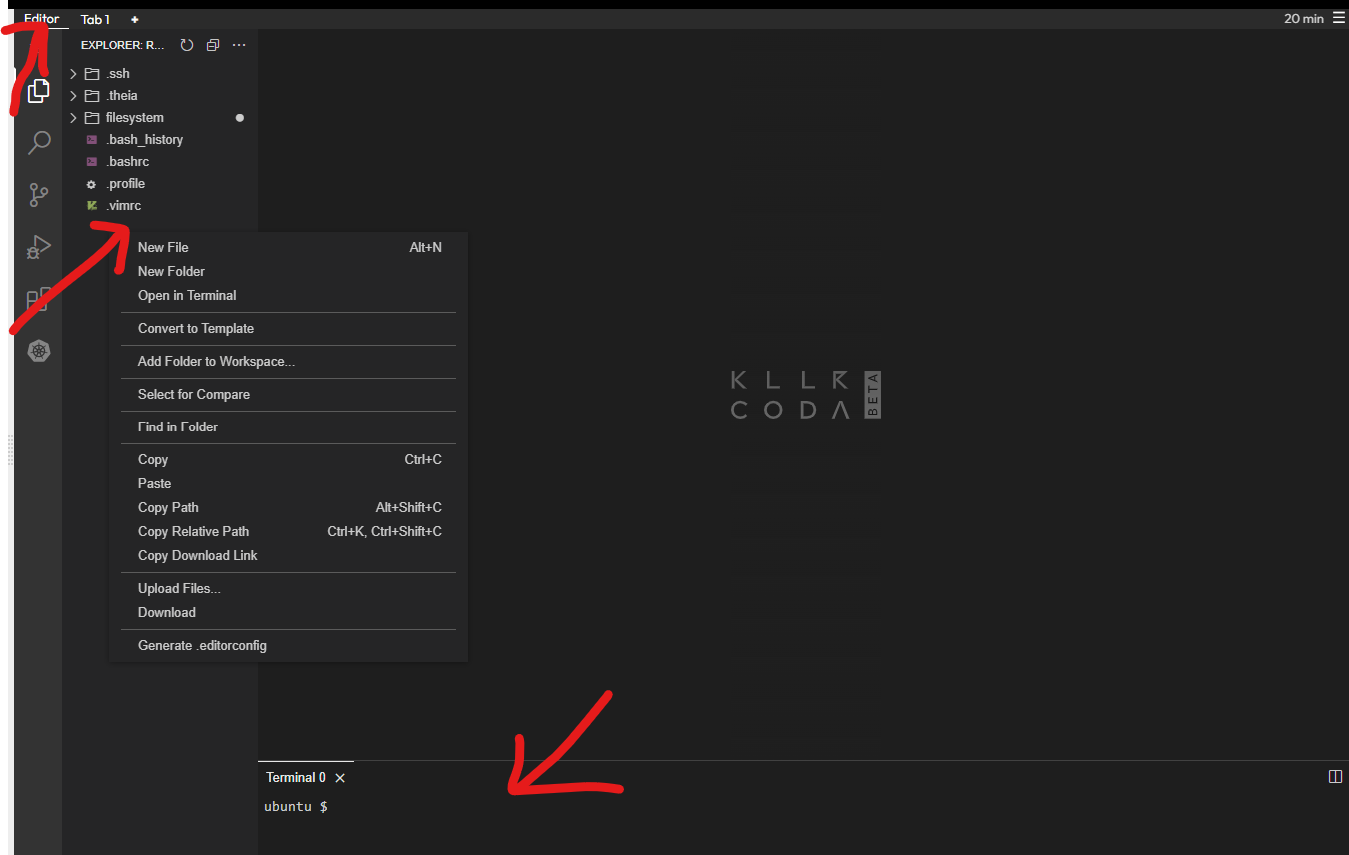 Editor Tab 1 + 20 min
EXPLORER: R... ...
.ssh
.theia
filesystem
.bash_history
.bashrc
.profile
.vimrc
New File Alt+N
New Folder
Open in Terminal
Convert to Template
Add Folder to Workspace...
Select for Compare
Find in Folder
Copy Ctrl+C
Paste
Copy Path Alt+Shift+C
Copy Relative Path Ctrl+K, Ctrl+Shift+C
Copy Download Link
Upload Files...
Download
Generate .editorconfig
KLLR
CODA BETA
Terminal 0
ubuntu $